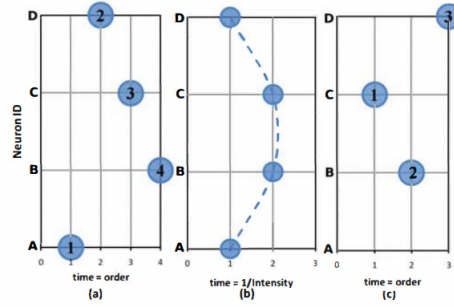 Neuron ID
D
C
B
A
2
3
4
1
0 1 2 3 4
time = order
(a)
D
C
B
A
0 1 2 3
time = 1/Intensity
(b)
D
C
B
A
3
1
2
0 1 2 3
time = order
(c)